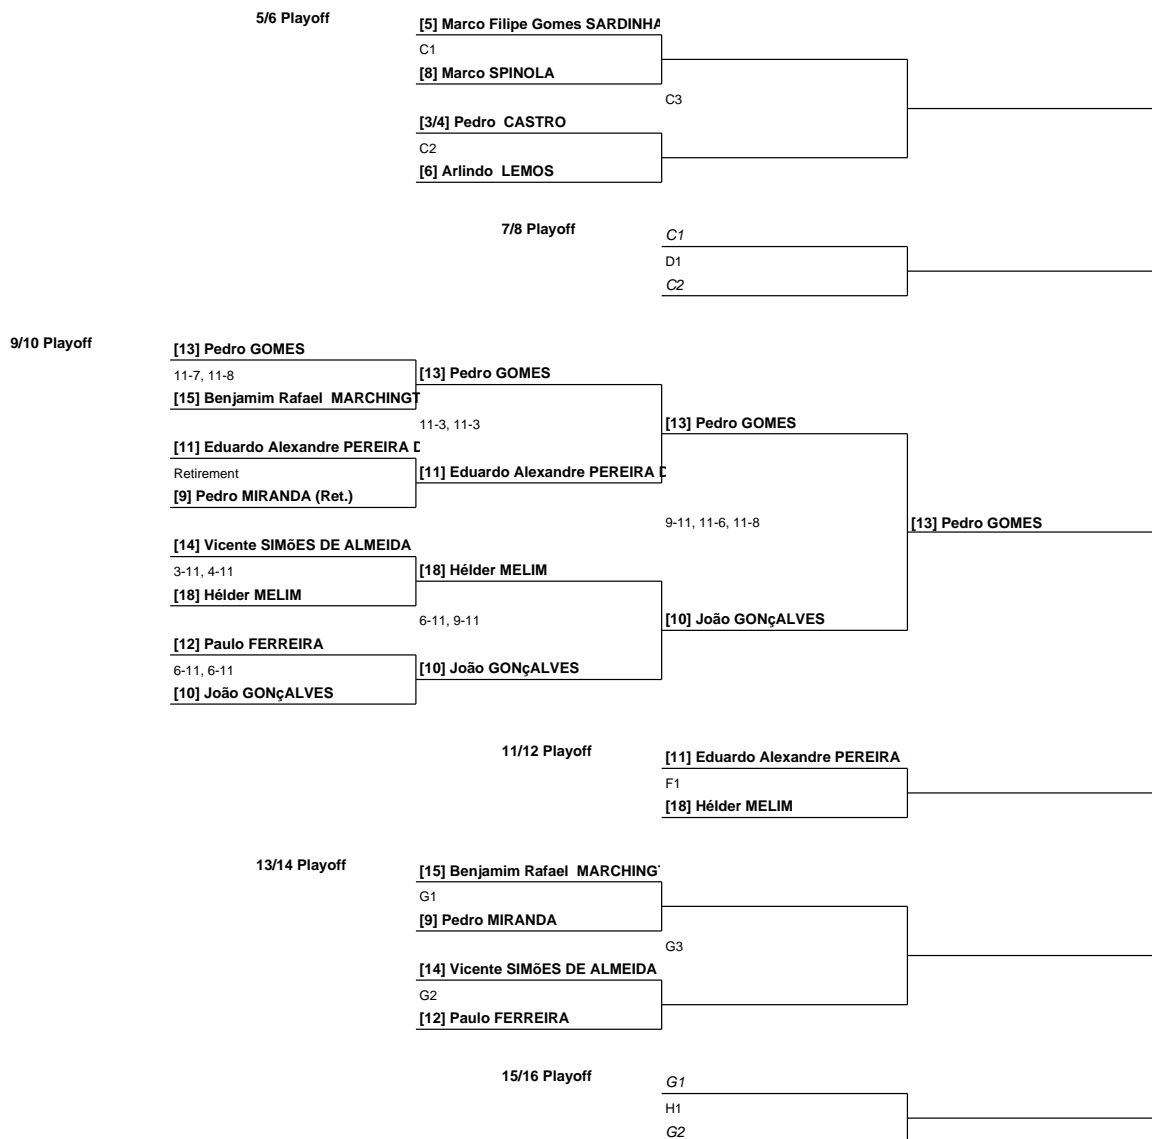 5/6 Playoff
[5] Marco Filipe Gomes SARDINHA
C1
[8] Marco SPINOLA
C3
[3/4] Pedro CASTRO
C2
[6] Arlindo LEMOS
7/8 Playoff
C1
D1
C2
9/10 Playoff
[13] Pedro GOMES
11-7, 11-8
[13] Pedro GOMES
[15] Benjamim Rafael MARCHINGT
11-3, 11-3
[13] Pedro GOMES
[11] Eduardo Alexandre PEREIRA D
Retirement
[11] Eduardo Alexandre PEREIRA D
[9] Pedro MIRANDA (Ret.)
9-11, 11-6, 11-8
[13] Pedro GOMES
[14] Vicente SIMõES DE ALMEIDA
3-11, 4-11
[18] Hélder MELIM
[18] Hélder MELIM
6-11, 9-11
[10] João GONçALVES
[12] Paulo FERREIRA
6-11, 6-11
[10] João GONçALVES
[10] João GONçALVES
11/12 Playoff
[11] Eduardo Alexandre PEREIRA
F1
[18] Hélder MELIM
13/14 Playoff
[15] Benjamim Rafael MARCHING
G1
[9] Pedro MIRANDA
G3
[14] Vicente SIMõES DE ALMEIDA
G2
[12] Paulo FERREIRA
15/16 Playoff
G1
H1
G2